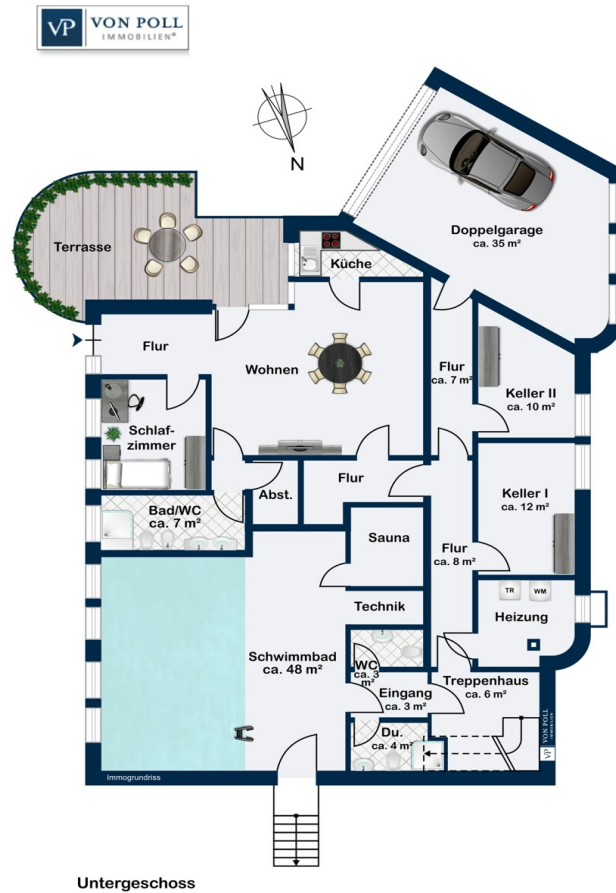 VP VON POLL
IMMOBILIEN®
N
Doppelgarage
ca. 35 m²
Terrasse
Küche
Flur
Wohnen
Flur
ca. 7 m²
Keller II
ca. 10 m²
Schlaf-
zimmer
Abst.
Flur
Keller I
ca. 12 m²
Bad/WC
ca. 7 m²
Sauna
Flur
ca. 8 m²
TR
WM
Technik
Heizung
Schwimmbad
ca. 48 m²
WC
ca. 3
m²
Eingang
ca. 3 m²
Treppenhaus
ca. 6 m²
Du.
ca. 4 m²
VP VON POLL
IMMOBILIEN
Immogrundriss
Untergeschoss